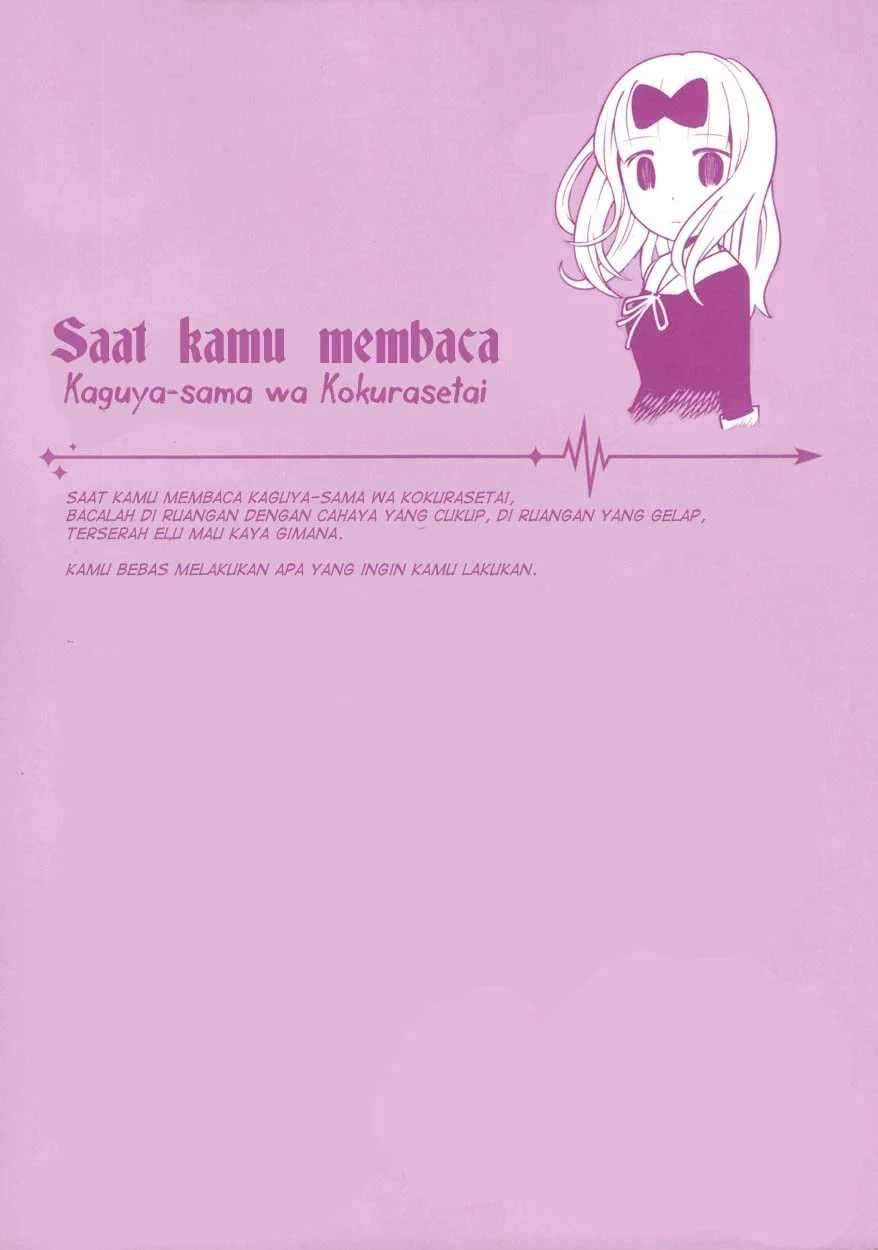 Saat kamu membaca
Kaguya-sama wa Kokurasetai
SAAT KAMU MEMBACA KAGUYA-SAMA WA KOKURASETAI,
BACALAH DI RUANGAN DENGAN CAHAYA YANG CUKUP, DI RUANGAN YANG GELAP,
TERSERAH ELU MAU KAYA GIMANA.
KAMU BEBAS MELAKUKAN APA YANG INGIN KAMU LAKUKAN.